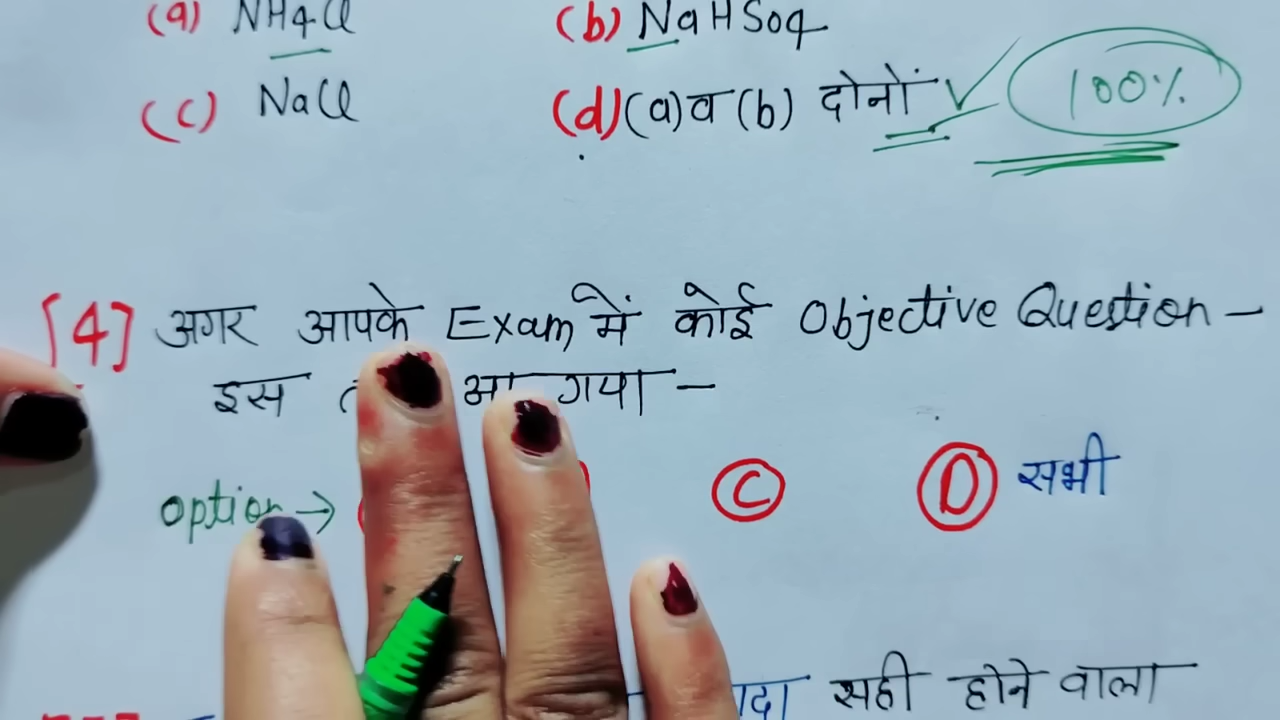 (a) NH4Cl (b) NaHSo4
(c) NaCl (d)(a)व(b) दोनों ✓ 100%
[4] अगर आपके Exam में कोई Objective Question -
इस आ गया -
Option → C D सभी
सही होने वाला